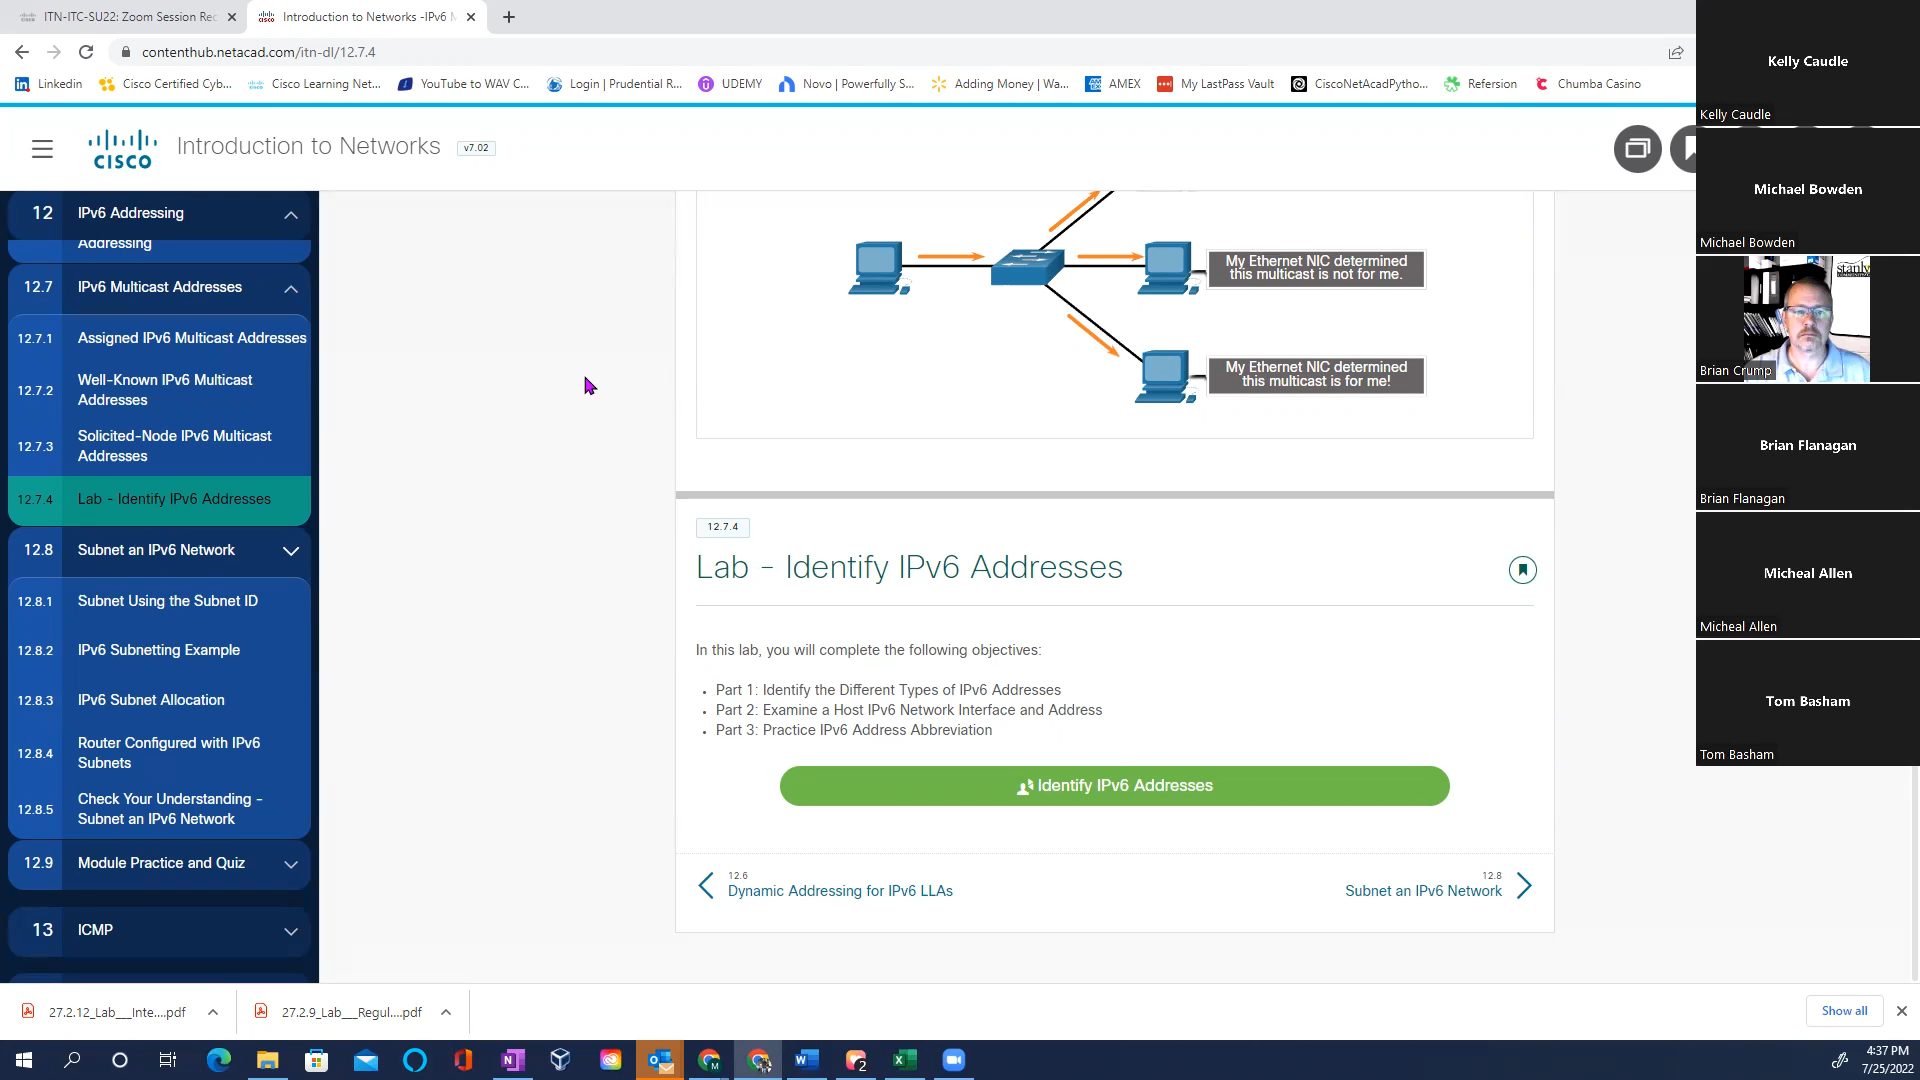 ITN-ITC-SU22: Zoom Session Rec
Introduction to Networks -IPv6 M
contenthub.netacad.com/itn-dl/12.7.4
Linkedin
Cisco Certified Cyb...
Cisco Learning Net...
YouTube to WAV C...
Login | Prudential R...
UDEMY
Novo | Powerfully S...
Adding Money | Wa...
AMEX
My LastPass Vault
CiscoNetAcadPytho...
Refersion
Chumba Casino
CISCO
Introduction to Networks
v7.02
12 IPv6 Addressing
Addressing
12.7 IPv6 Multicast Addresses
12.7.1 Assigned IPv6 Multicast Addresses
12.7.2 Well-Known IPv6 Multicast
Addresses
12.7.3 Solicited-Node IPv6 Multicast
Addresses
12.7.4 Lab - Identify IPv6 Addresses
12.8 Subnet an IPv6 Network
12.8.1 Subnet Using the Subnet ID
12.8.2 IPv6 Subnetting Example
12.8.3 IPv6 Subnet Allocation
12.8.4 Router Configured with IPv6
Subnets
12.8.5 Check Your Understanding -
Subnet an IPv6 Network
12.9 Module Practice and Quiz
13 ICMP
My Ethernet NIC determined
this multicast is not for me.
My Ethernet NIC determined
this multicast is for me!
12.7.4
Lab - Identify IPv6 Addresses
In this lab, you will complete the following objectives:
• Part 1: Identify the Different Types of IPv6 Addresses
• Part 2: Examine a Host IPv6 Network Interface and Address
• Part 3: Practice IPv6 Address Abbreviation
Identify IPv6 Addresses
12.6
Dynamic Addressing for IPv6 LLAs
12.8
Subnet an IPv6 Network
Kelly Caudle
Kelly Caudle
Michael Bowden
Michael Bowden
stanly
Brian Crump
Brian Flanagan
Brian Flanagan
Micheal Allen
Micheal Allen
Tom Basham
Tom Basham
27.2.12_Lab___Inte....pdf
27.2.9_Lab___Regul....pdf
Show all
2
4:37 PM
7/25/2022